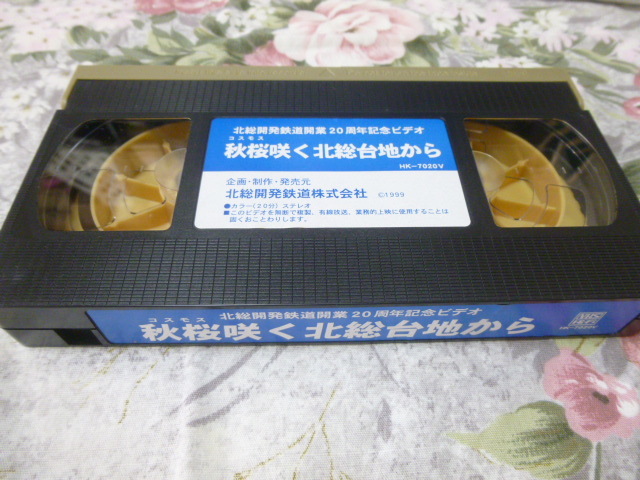 北総開発鉄道開業20周年記念ビデオ
コスモス
秋桜咲く北総台地から
HK-7020V
企画・制作・発売元
北総開発鉄道株式会社 ©1999
●カラー(20分)ステレオ
●このビデオを無断で複製、有線放送、業務的上映に使用することは
固くおことわりします。
北総開発鉄道開業20周年記念ビデオ
コスモス
秋桜咲く北総台地から
VHS
HK-7020V